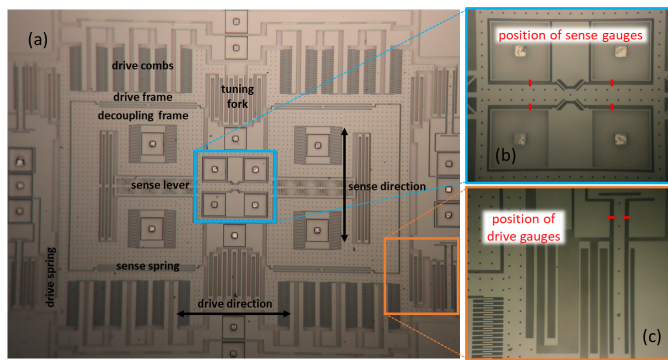 (a)
drive combs
tuning
fork
drive frame
decoupling frame
sense lever
sense direction
drive spring
sense spring
drive direction
position of sense gauges
(b)
position of
drive gauges
(c)